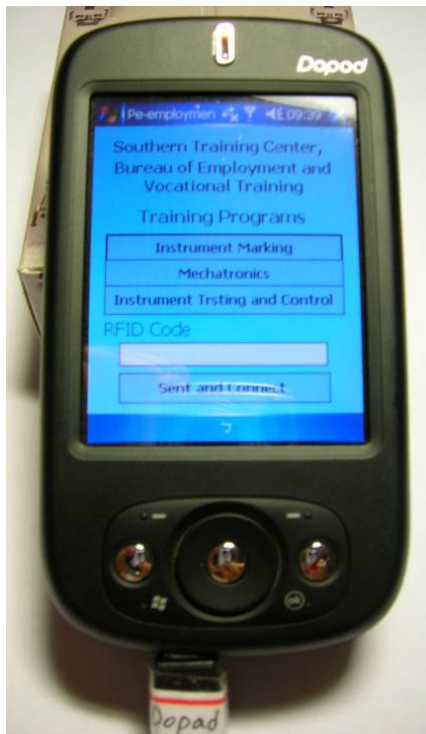 Dopod
Pe-employmen 09:39
Southern Training Center,
Bureau of Employment and
Vocational Training
Training Programs
Instrument Marking
Mechatronics
Instrument Trsting and Control
RFID Code
Sent and Connect
ok
Dopad